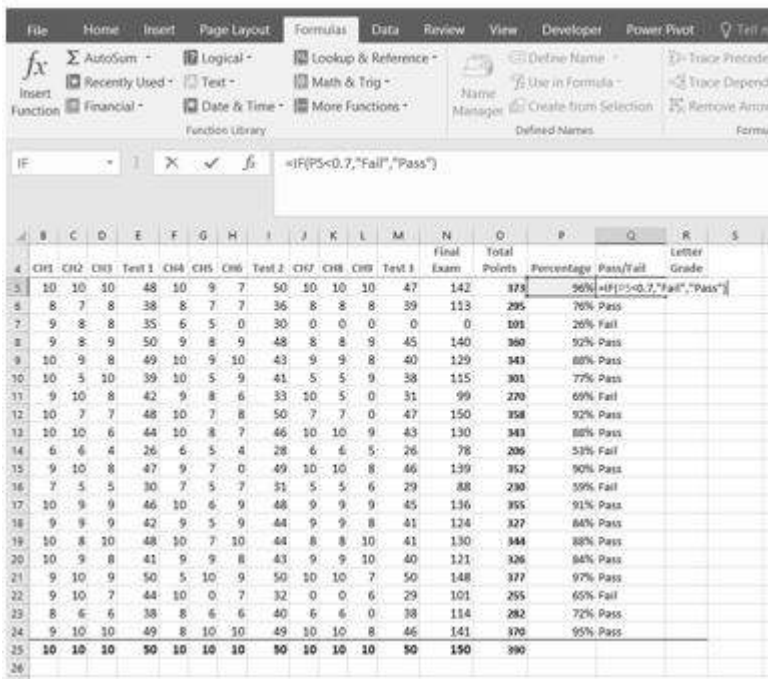 File Home Insert Page Layout Formulas Data Review View Developer Power Pivot Tell
fx Insert Function
Σ AutoSum
Recently Used
Financial
Logical
Text
Date & Time
Lookup & Reference
Math & Trig
More Functions
Function Library
Name Manager
Define Name
Use in Formula
Create from Selection
Defined Names
Trace
Trace
Remove
IF =IF(P5<0.7,"Fail","Pass")
B C D E F G H I J K L M N O P Q R S
4 CH1 CH2 CH3 Test 1 CH4 CH5 CH6 Test 2 CH7 CH8 CH9 Test 3 Final Exam Total Points Percentage Pass/Fail Letter Grade
5 10 10 10 48 10 9 7 50 10 10 10 47 142 373 96% =IF(P5<0.7,"Fail","Pass")
6 8 7 8 38 8 7 7 36 8 8 8 39 113 295 76% Pass
7 9 8 8 35 6 5 0 30 0 0 0 0 0 101 26% Fail
8 9 9 9 50 9 8 9 48 8 8 9 45 140 360 92% Pass
9 10 9 8 49 10 9 10 43 9 9 8 40 129 343 88% Pass
10 10 5 10 39 10 5 9 41 5 5 9 38 115 301 77% Pass
11 9 10 8 42 9 8 6 33 10 5 0 31 99 270 69% Fail
12 10 7 7 48 10 7 8 50 7 7 0 47 150 358 92% Pass
13 10 10 6 44 10 8 7 46 10 10 9 43 130 343 88% Pass
14 6 6 4 26 6 5 4 28 6 6 5 26 78 206 53% Fail
15 9 10 8 47 9 7 0 49 10 10 8 46 139 352 90% Pass
16 7 5 5 30 7 5 7 31 5 5 6 29 88 230 59% Fail
17 10 9 9 46 10 6 9 48 9 9 9 45 136 355 91% Pass
18 9 9 9 42 9 5 9 44 9 9 8 41 124 327 84% Pass
19 10 8 10 48 10 7 10 44 8 8 10 41 130 344 88% Pass
20 10 9 8 41 9 9 8 43 9 9 10 40 121 326 84% Pass
21 9 10 9 50 5 10 9 50 10 10 7 50 148 377 97% Pass
22 9 10 7 44 10 0 7 32 0 0 6 29 101 255 65% Fail
23 8 6 6 38 8 6 6 40 6 6 0 38 114 282 72% Pass
24 9 10 10 49 8 10 10 49 10 10 8 46 141 370 95% Pass
25 10 10 10 50 10 10 10 50 10 10 10 50 150 390
26